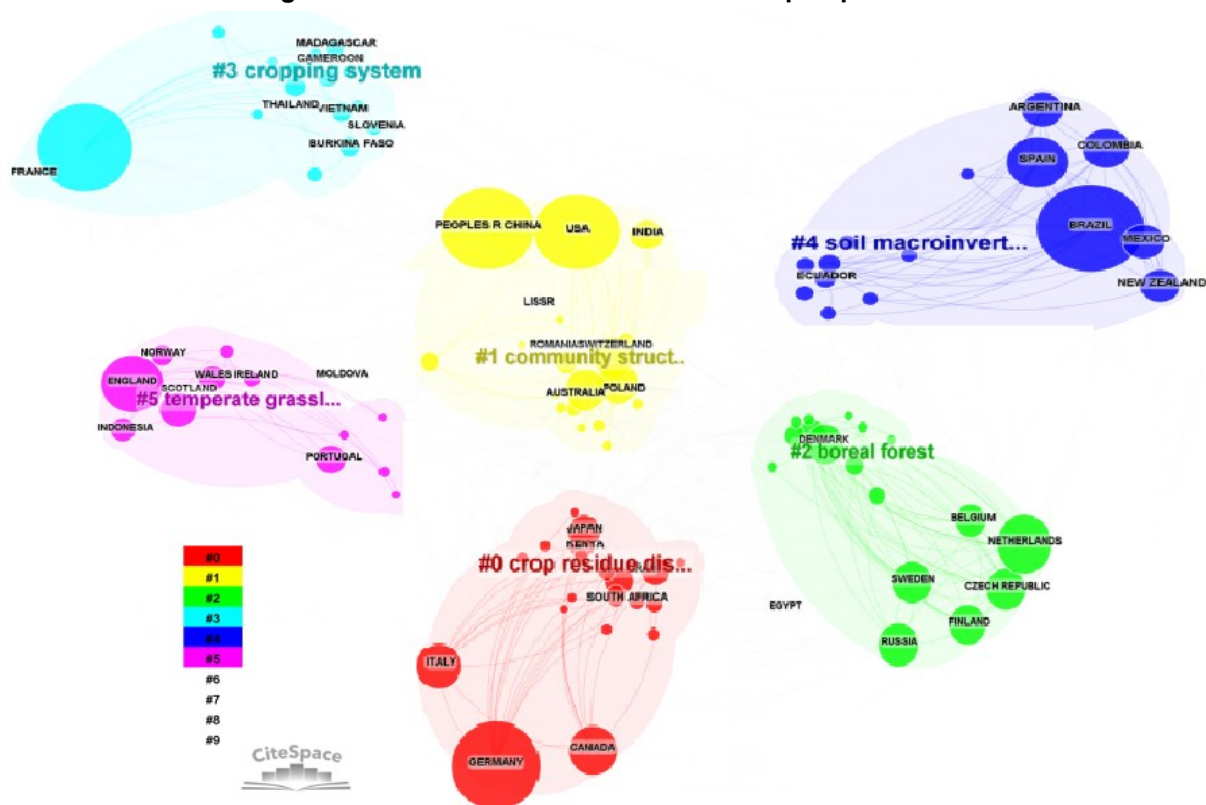 MADAGASCAR
CAMEROON
#3 cropping system
THAILAND
VIETNAM
SLOVENIA
BURKINA FASO
FRANCE
ARGENTINA
SPAIN
COLOMBIA
BRAZIL
MEXICO
#4 soil macroinvert...
ECUADOR
NEW ZEALAND
PEOPLES R CHINA
USA
INDIA
LISSR
ROMANIA
SWITZERLAND
#1 community struct..
AUSTRALIA
POLAND
NORWAY
ENGLAND
WALES
IRELAND
MOLDOVA
SCOTLAND
#5 temperate grassl...
INDONESIA
PORTUGAL
DENMARK
#2 boreal forest
BELGIUM
NETHERLANDS
SWEDEN
CZECH REPUBLIC
EGYPT
FINLAND
RUSSIA
JAPAN
KENYA
#0 crop residue dis...
SOUTH AFRICA
ITALY
GERMANY
CANADA
#0
#1
#2
#3
#4
#5
#6
#7
#8
#9
CiteSpace